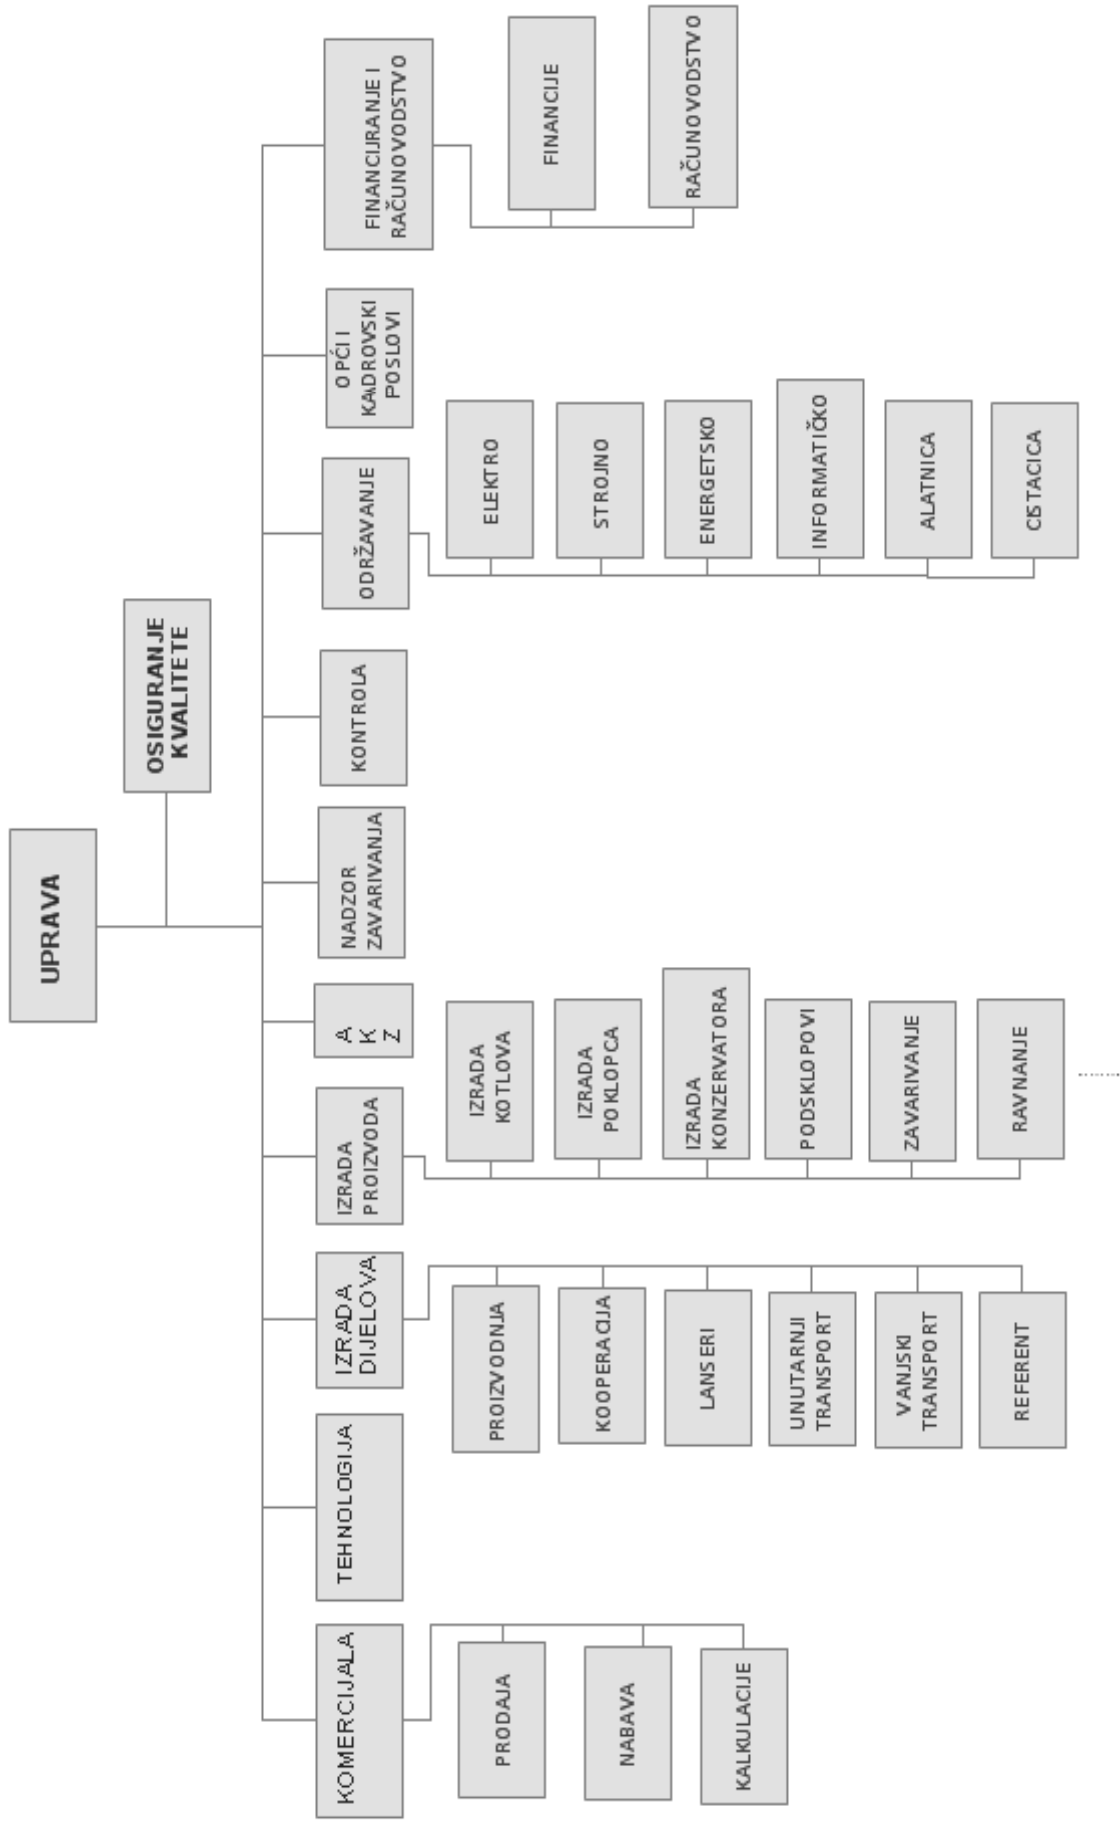 UPRAVA
OSIGURANJE
KVALITETE
KOMERCIJALA
TEHNOLOGIJA
IZRADA
DIJELOVA
IZRADA
PROIZVODA
A
K
Z
NADZOR
ZAVARIVANJA
KONTROLA
ODRŽAVANJE
OPĆI I
KADROVSKI
POSLOVI
FINANCIJRANJE I
RAČUNOVODSTVO
PRODAJA
NABAVA
KALKULACIJE
PROIZVODNJA
KOOPERACIJA
LANSERI
UNUTARNJI
TRANSPORT
VANJSKI
TRANSPORT
REFERENT
IZRADA
KOTLOVA
IZRADA
POKLOPCA
IZRADA
KONZERVATORA
PODSKLOPOVI
ZAVARIVANJE
RAVNANJE
ELEKTRO
STROJNO
ENERGETSKO
INFORMATIČKO
ALATNICA
CISTACICA
FINANCIJE
RAČUNOVODSTVO